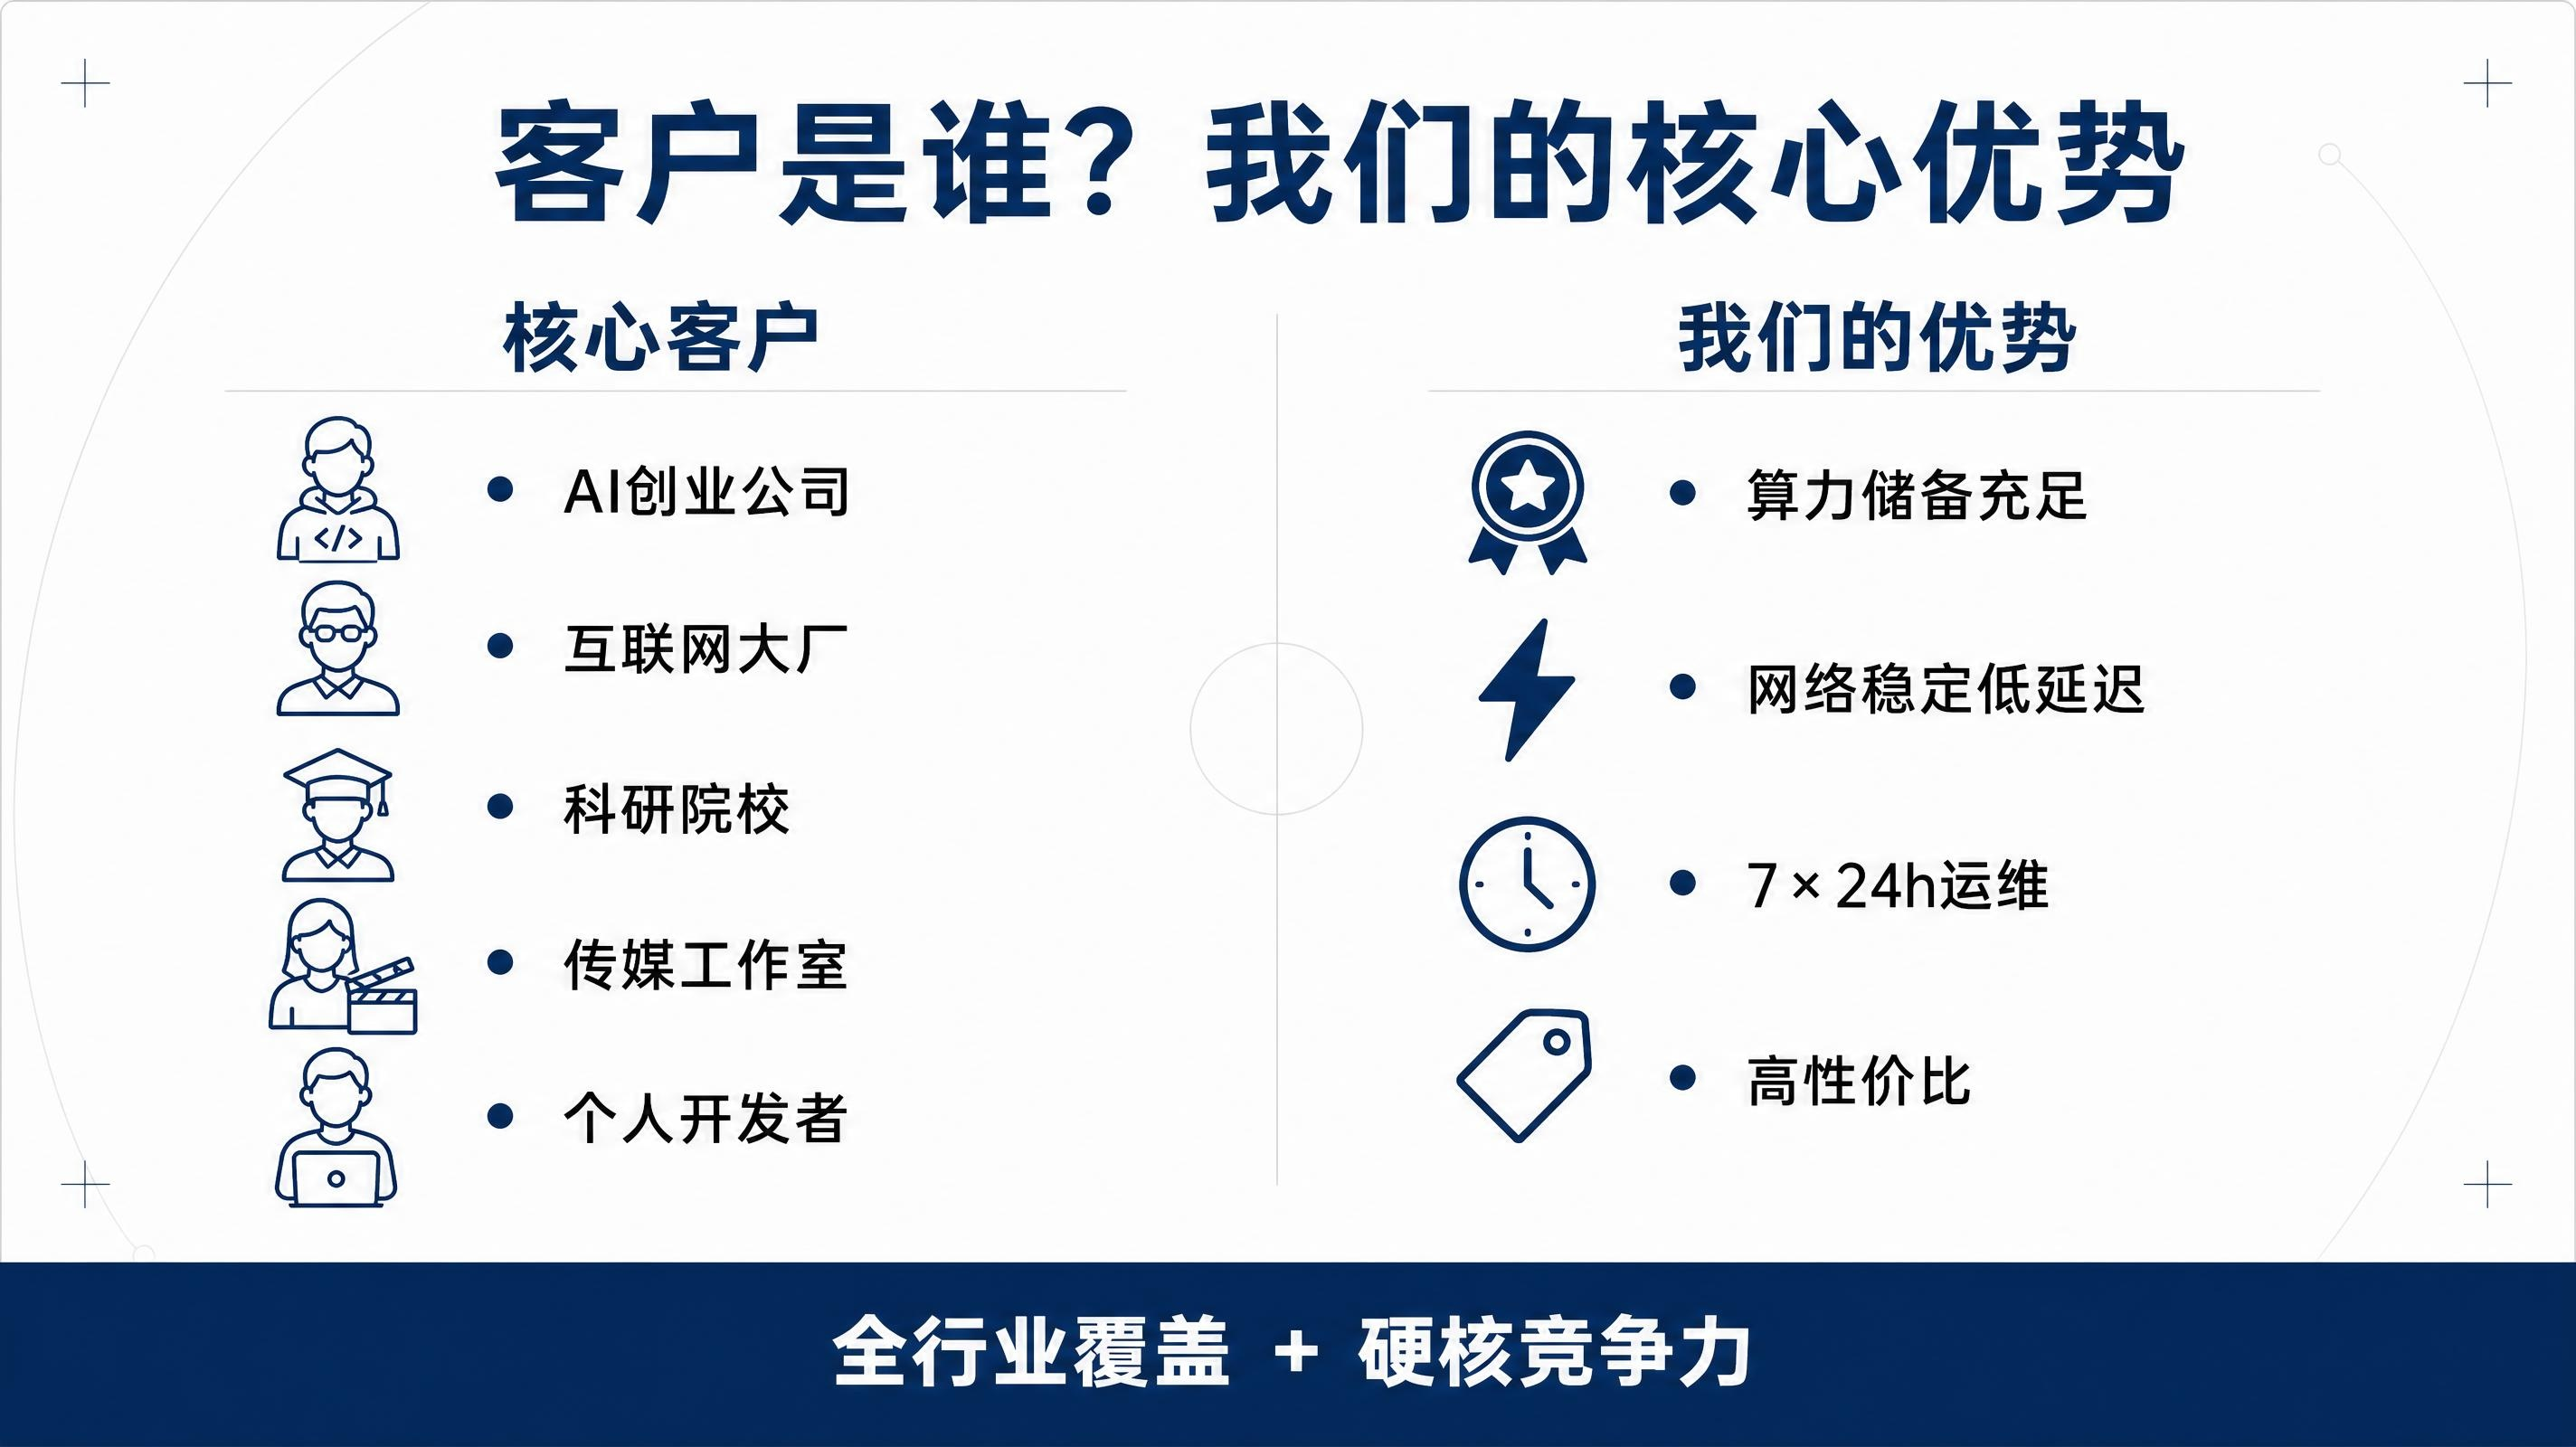 客户是谁？我们的核心优势
核心客户
</>
AI创业公司
互联网大厂
科研院校
传媒工作室
个人开发者
我们的优势
算力储备充足
网络稳定低延迟
7×24h运维
高性价比
全行业覆盖 + 硬核竞争力